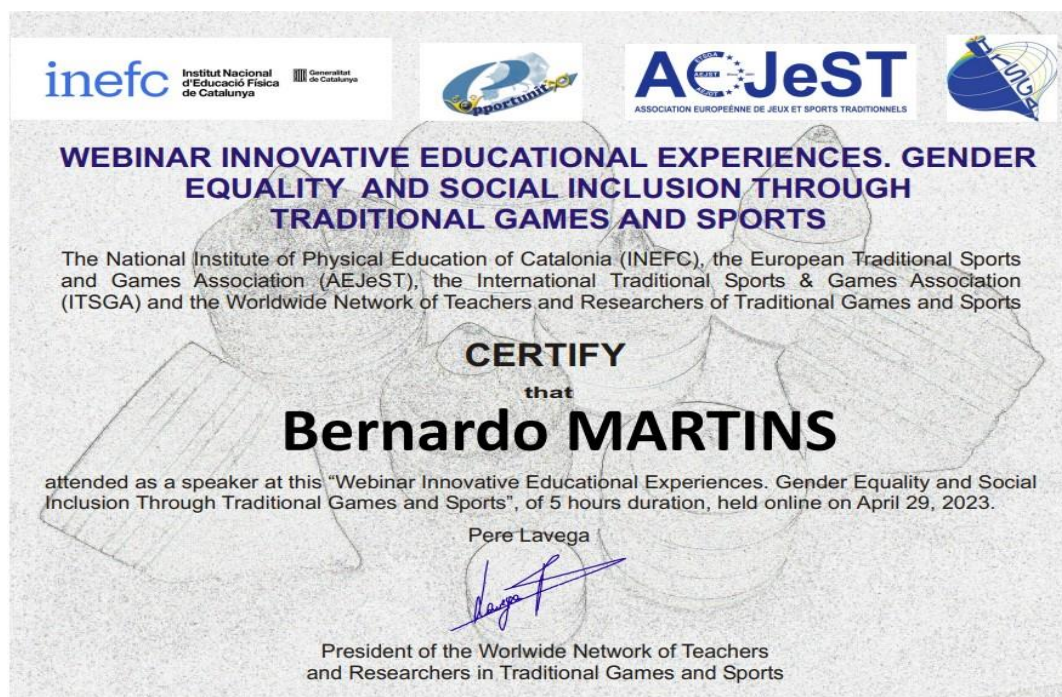 inefc
Institut Nacional
d'Educació Física
de Catalunya
Generalitat
de Catalunya
pportunit
JeST
ASSOCIATION EUROPEÉNNE DE JEUX ET SPORTS TRADITIONNELS
ITSGA
WEBINAR INNOVATIVE EDUCATIONAL EXPERIENCES. GENDER
EQUALITY AND SOCIAL INCLUSION THROUGH
TRADITIONAL GAMES AND SPORTS
The National Institute of Physical Education of Catalonia (INEFC), the European Traditional Sports
and Games Association (AEJeST), the International Traditional Sports & Games Association
(ITSGA) and the Worldwide Network of Teachers and Researchers of Traditional Games and Sports
CERTIFY
that
Bernardo MARTINS
attended as a speaker at this “Webinar Innovative Educational Experiences. Gender Equality and Social
Inclusion Through Traditional Games and Sports”, of 5 hours duration, held online on April 29, 2023.
Pere Lavega
President of the Worlwide Network of Teachers
and Researchers in Traditional Games and Sports